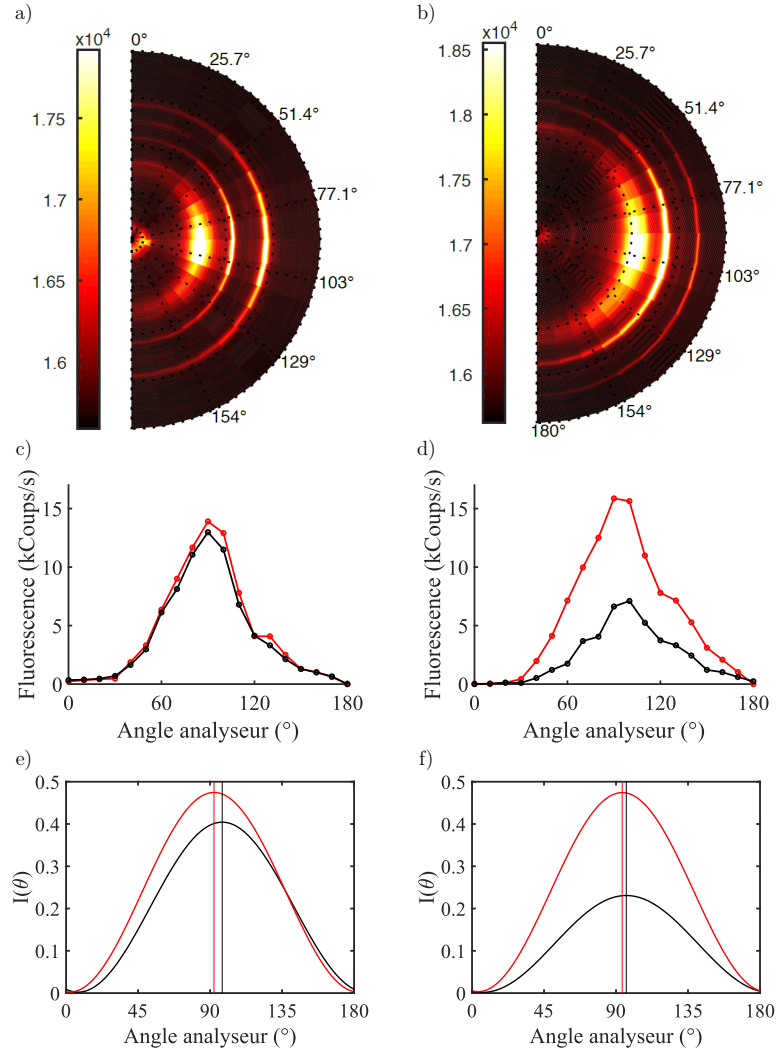 a)
x10⁴
1.75
1.7
1.65
1.6
0°
25.7°
51.4°
77.1°
103°
129°
154°
b)
x10⁴
1.85
1.8
1.75
1.7
1.65
1.6
0°
25.7°
51.4°
77.1°
103°
129°
154°
180°
c)
Fluorescence (kCoups/s)
15
10
5
0
0 60 120 180
Angle analyseur (°)
d)
Fluorescence (kCoups/s)
15
10
5
0
60 120 180
Angle analyseur (°)
e)
I(θ)
0.5
0.4
0.3
0.2
0.1
0
0 45 90 135 180
Angle analyseur (°)
f)
I(θ)
0.5
0.4
0.3
0.2
0.1
0
0 45 90 135 180
Angle analyseur (°)